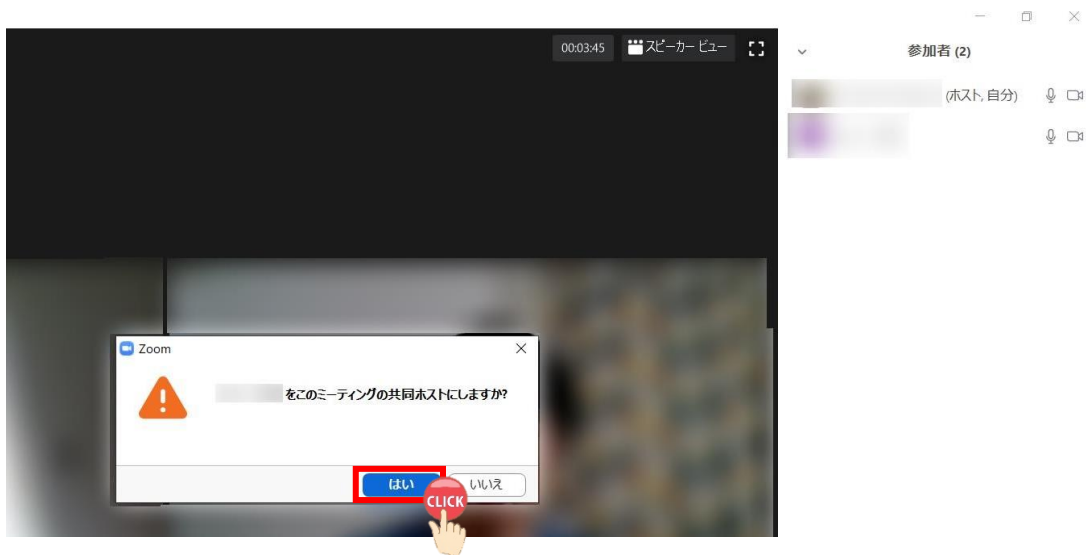 00:03:45 スピーカー ビュー
参加者 (2)
(ホスト, 自分)
Zoom
をこのミーティングの共同ホストにしますか?
はい
いいえ
CLICK